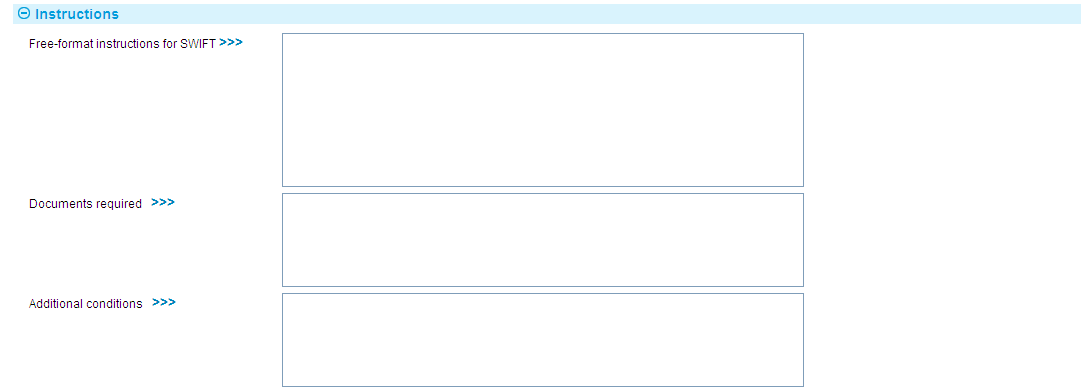 Instructions
Free-format instructions for SWIFT >>>
Documents required >>>
Additional conditions >>>